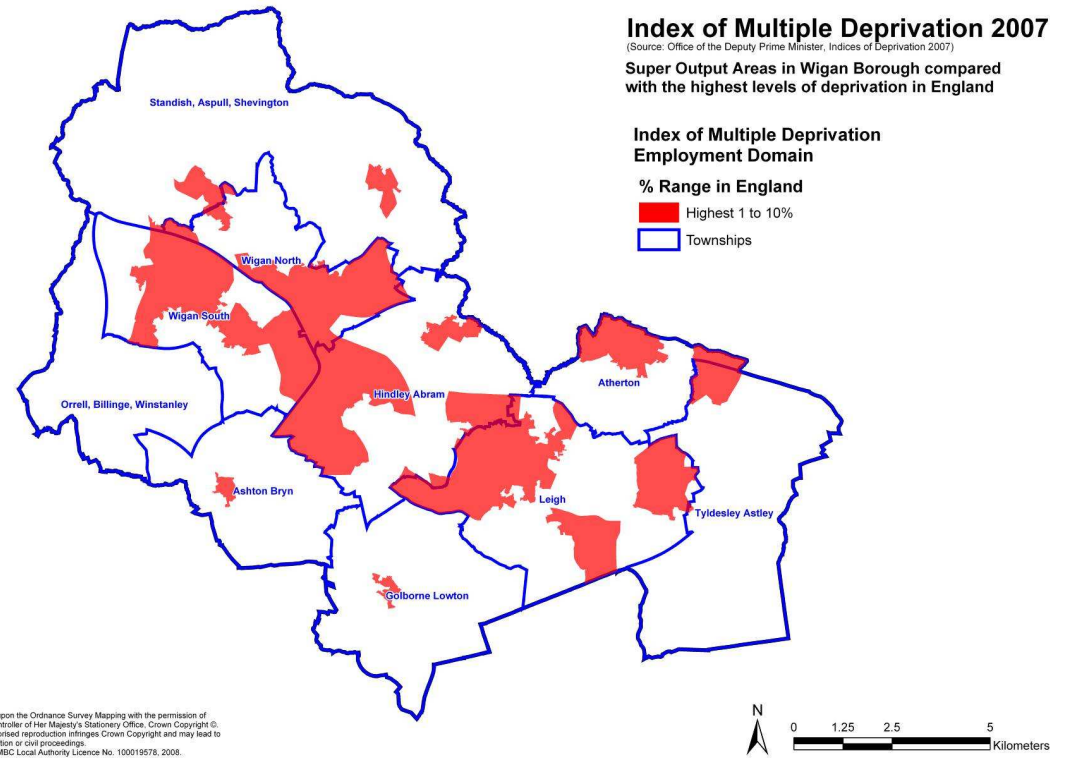 Index of Multiple Deprivation 2007
(Source: Office of the Deputy Prime Minister, Indices of Deprivation 2007)
Super Output Areas in Wigan Borough compared
with the highest levels of deprivation in England
Index of Multiple Deprivation
Employment Domain
% Range in England
Highest 1 to 10%
Townships
Standish, Aspull, Shevington
Wigan North
Wigan South
Hindley Abram
Atherton
Orrell, Billinge, Winstanley
Ashton Bryn
Leigh
Tyldesley Astley
Golborne Lowton
upon the Ordnance Survey Mapping with the permission of
ntroller of Her Majesty's Stationery Office, Crown Copyright ©.
orised reproduction infringes Crown Copyright and may lead to
tion or civil proceedings.
MBC Local Authority Licence No. 100019578, 2008.
N
0 1.25 2.5 5
Kilometers